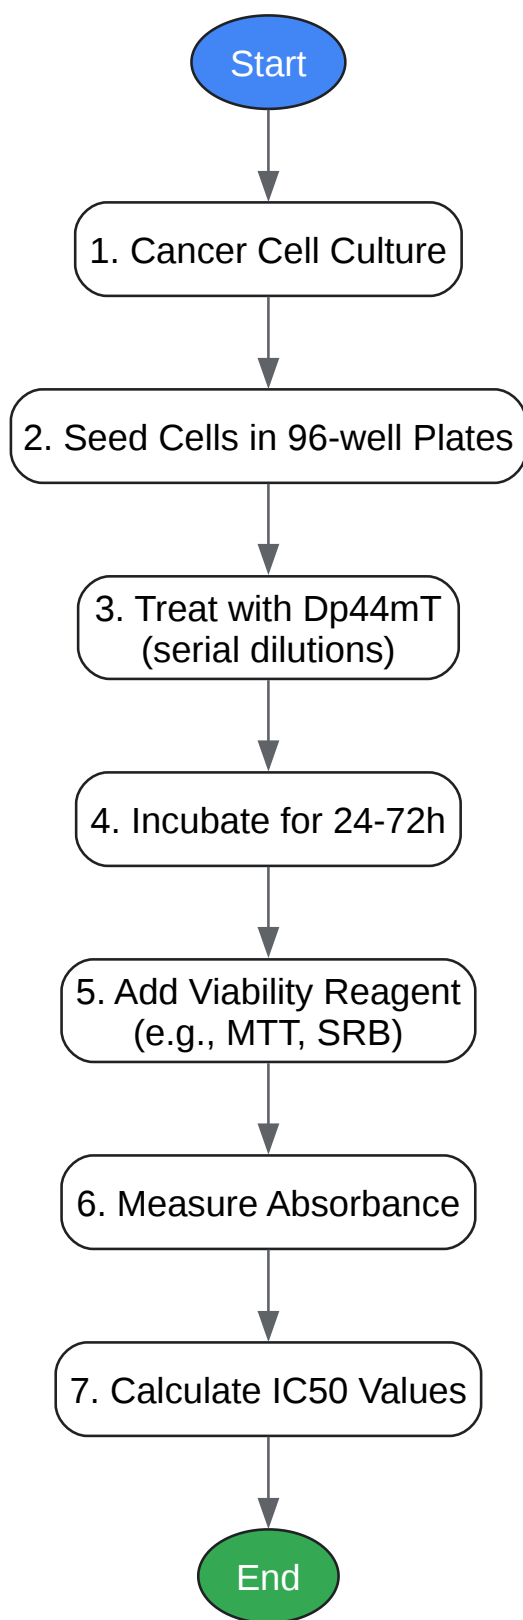 Start
1. Cancer Cell Culture
2. Seed Cells in 96-well Plates
3. Treat with Dp44mT
(serial dilutions)
4. Incubate for 24-72h
5. Add Viability Reagent
(e.g., MTT, SRB)
6. Measure Absorbance
7. Calculate IC50 Values
End